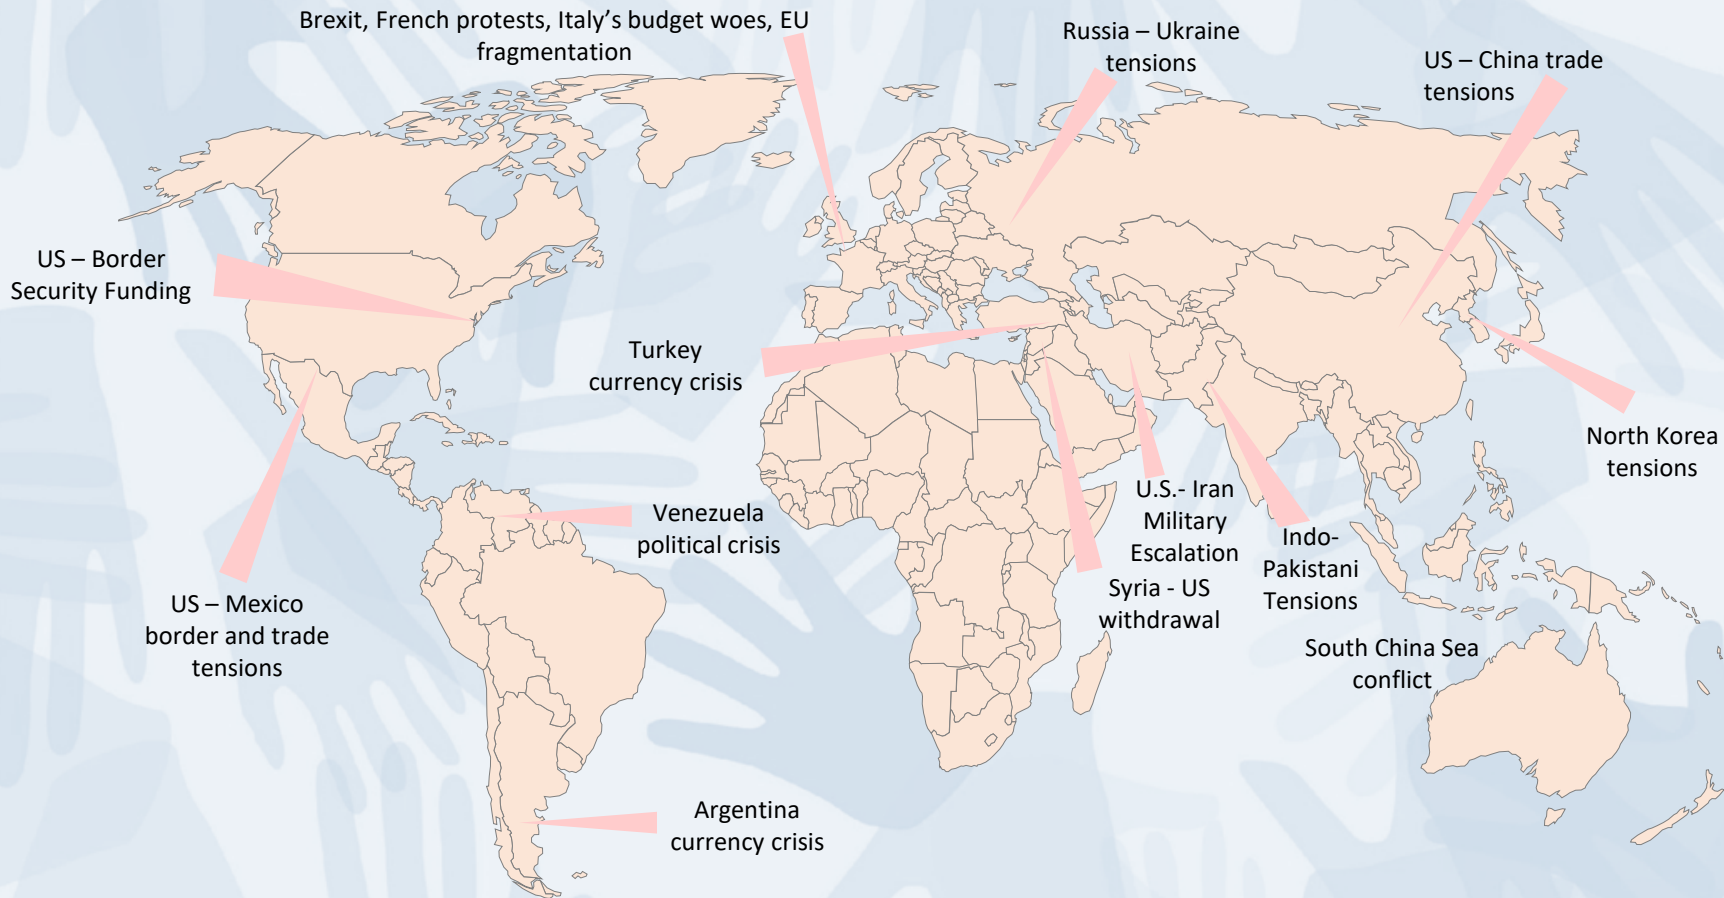 Brexit, French protests, Italy’s budget woes, EU
fragmentation
Russia – Ukraine
tensions
US – China trade
tensions
US – Border
Security Funding
Turkey
currency crisis
North Korea
tensions
U.S.- Iran
Military
Escalation
Indo-
Pakistani
Tensions
Syria - US
withdrawal
Venezuela
political crisis
US – Mexico
border and trade
tensions
South China Sea
conflict
Argentina
currency crisis